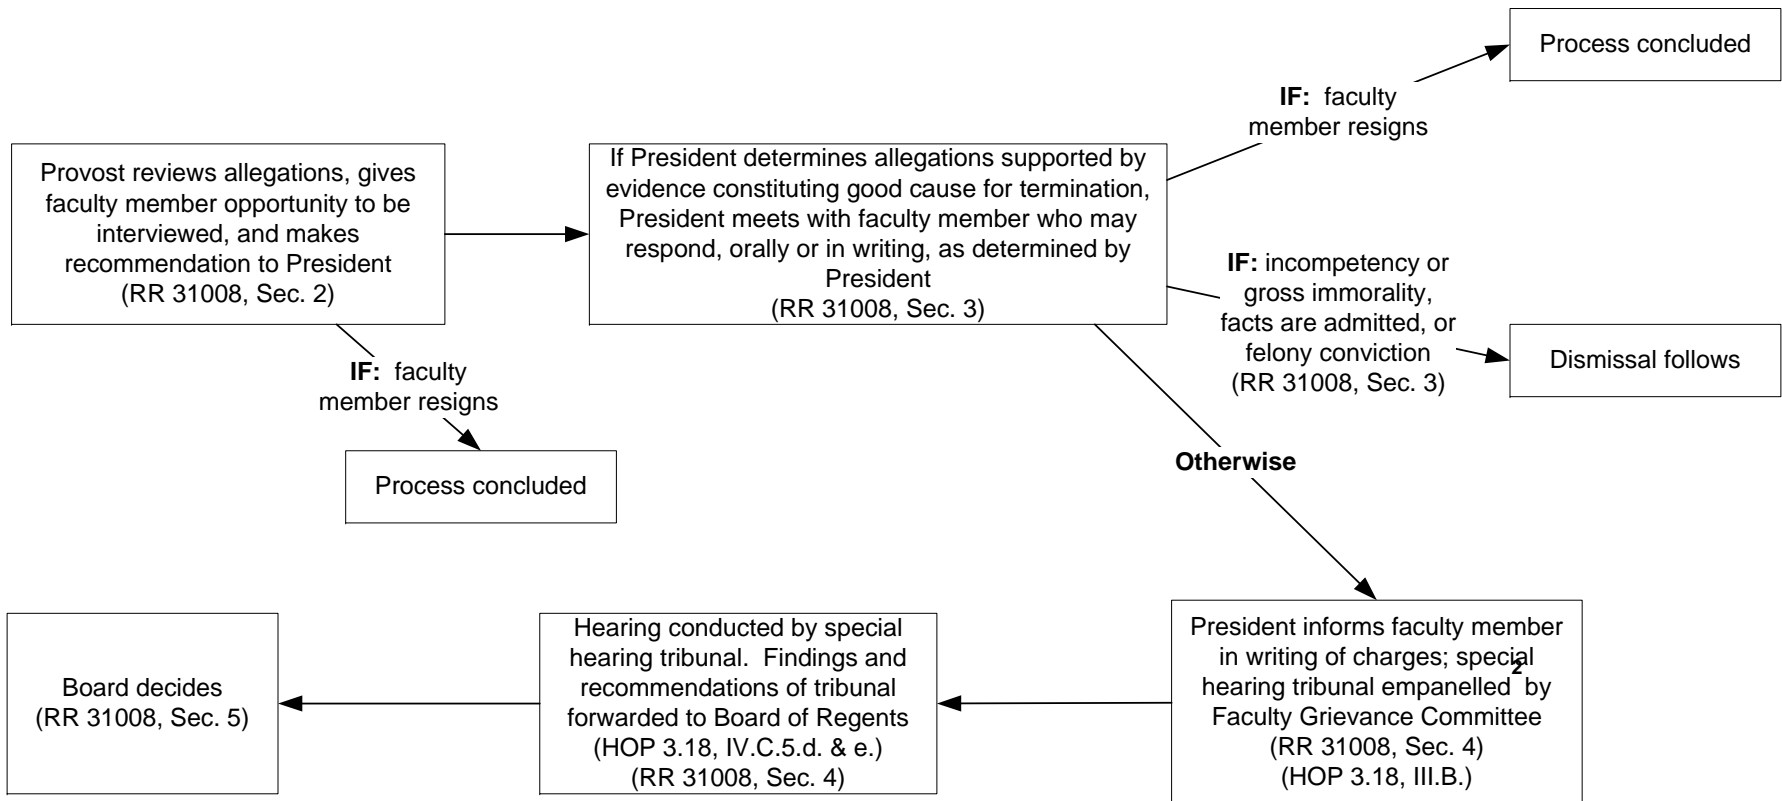 Provost reviews allegations, gives
faculty member opportunity to be
interviewed, and makes
recommendation to President
(RR 31008, Sec. 2)
IF: faculty
member resigns
Process concluded
If President determines allegations supported by
evidence constituting good cause for termination,
President meets with faculty member who may
respond, orally or in writing, as determined by
President
(RR 31008, Sec. 3)
IF: faculty
member resigns
Process concluded
IF: incompetency or
gross immorality,
facts are admitted, or
felony conviction
(RR 31008, Sec. 3)
Dismissal follows
Otherwise
President informs faculty member
in writing of charges; special
hearing tribunal empanelled2 by
Faculty Grievance Committee
(RR 31008, Sec. 4)
(HOP 3.18, III.B.)
Hearing conducted by special
hearing tribunal. Findings and
recommendations of tribunal
forwarded to Board of Regents
(HOP 3.18, IV.C.5.d. & e.)
(RR 31008, Sec. 4)
Board decides
(RR 31008, Sec. 5)